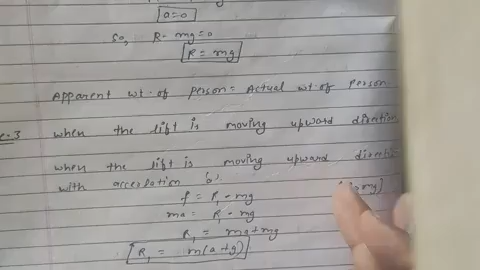 a=0
So, R- mg=0
R = mg
Apparent wt. of person = Actual wt of person
when the lift is moving upward direction
when the lift is moving upward direction
with accerlation 'a'.
f = R₁ - mg
ma = R₁ - mg
R₁ = ma + mg
R₁ = m(a+g)